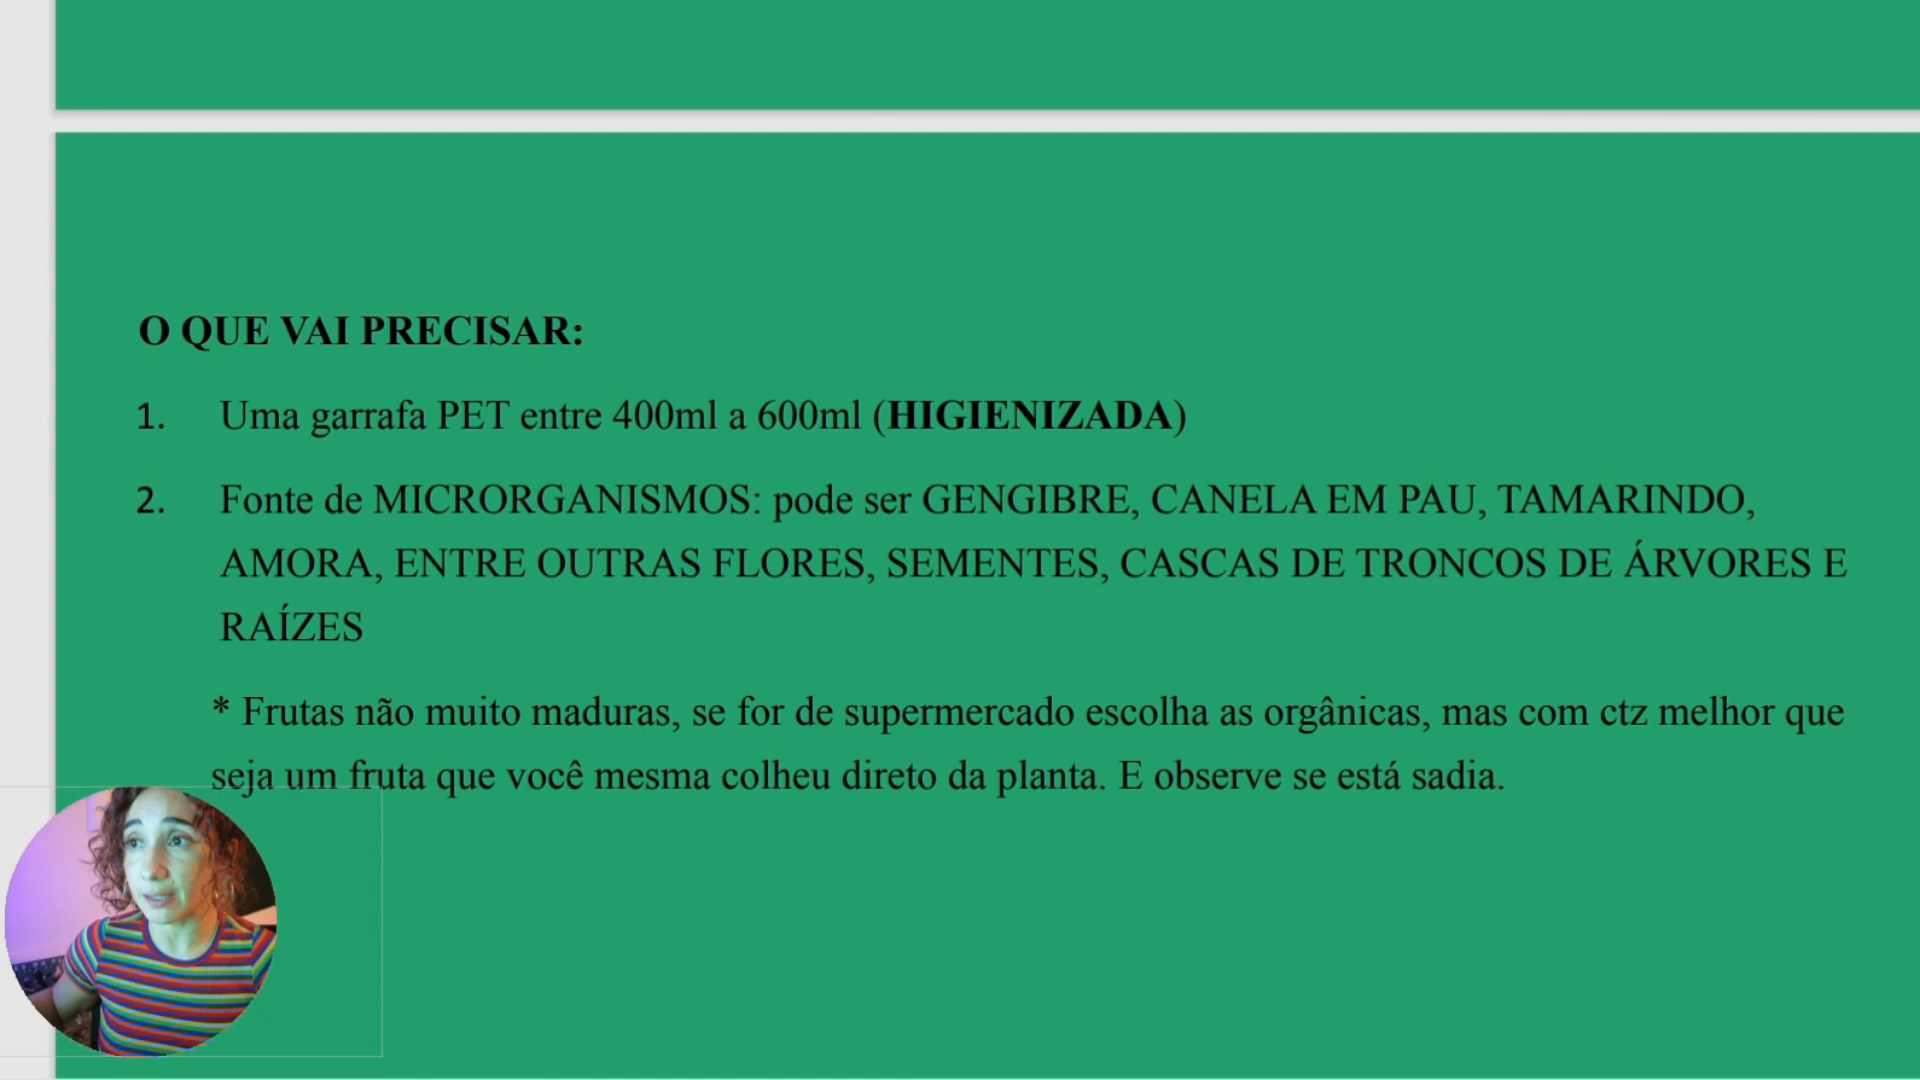 O QUE VAI PRECISAR:
1. Uma garrafa PET entre 400ml a 600ml (HIGIENIZADA)
2. Fonte de MICRORGANISMOS: pode ser GENGIBRE, CANELA EM PAU, TAMARINDO,
AMORA, ENTRE OUTRAS FLORES, SEMENTES, CASCAS DE TRONCOS DE ÁRVORES E
RAÍZES
* Frutas não muito maduras, se for de supermercado escolha as orgânicas, mas com ctz melhor que
seja um fruta que você mesma colheu direto da planta. E observe se está sadia.